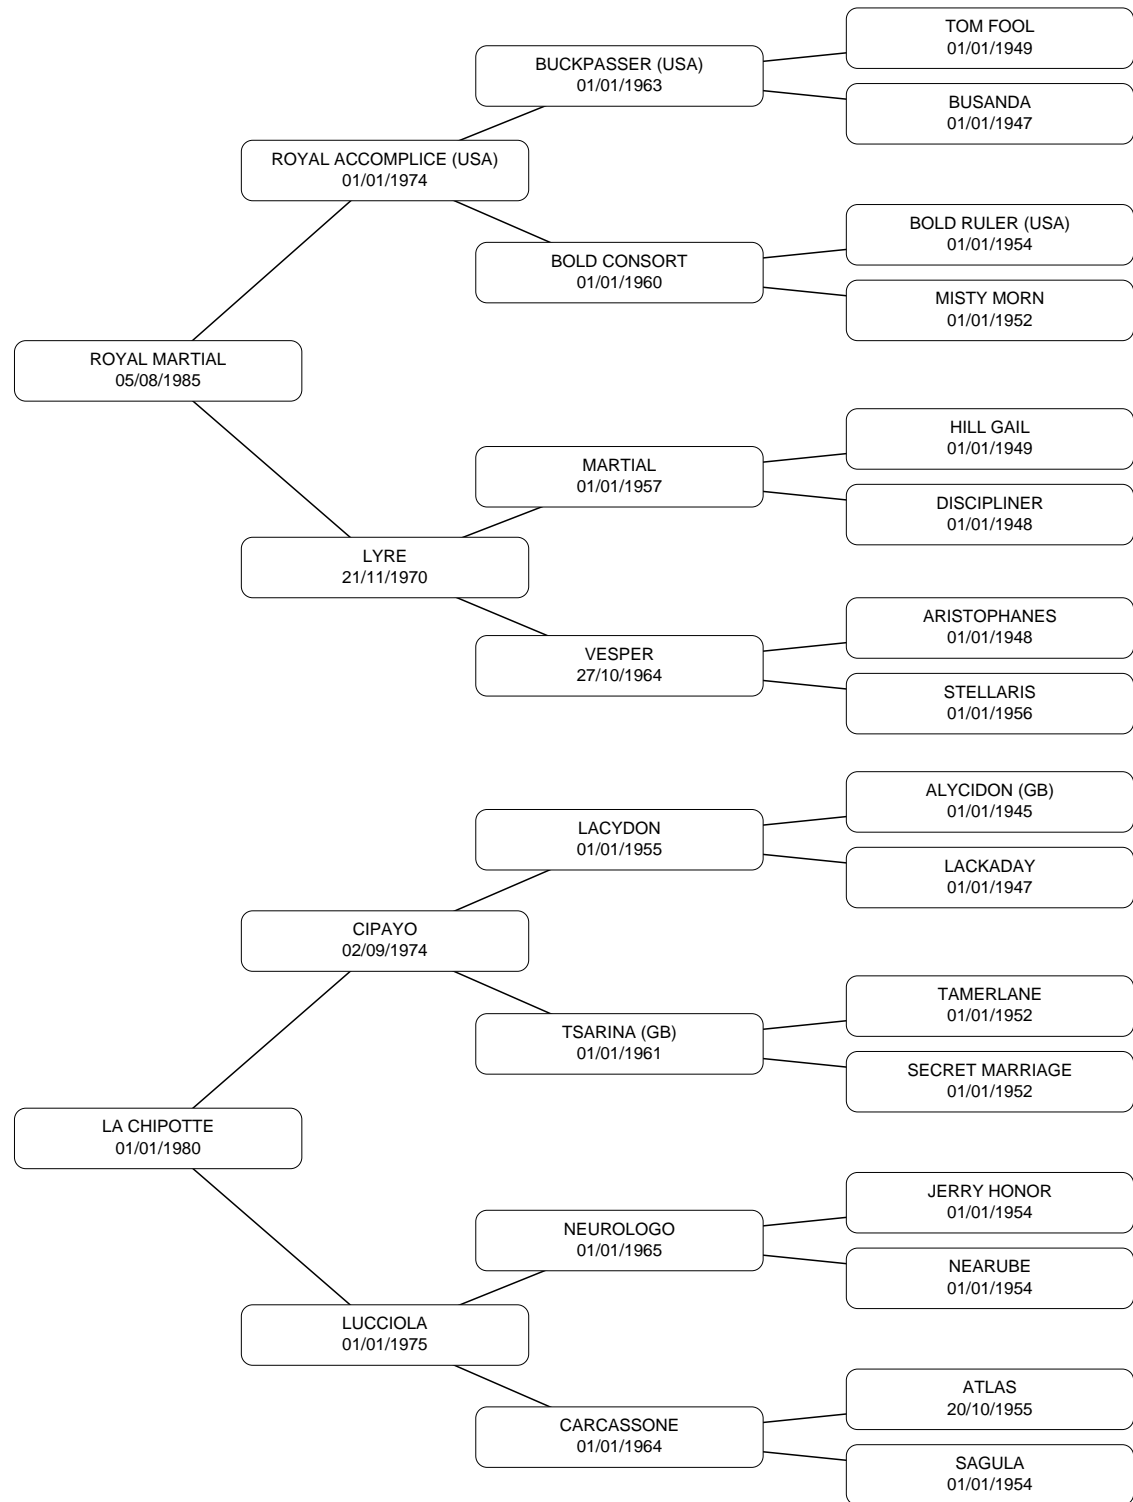 TOM FOOL
01/01/1949
BUCKPASSER (USA)
01/01/1963
BUSANDA
01/01/1947
ROYAL ACCOMPLICE (USA)
01/01/1974
BOLD RULER (USA)
01/01/1954
BOLD CONSORT
01/01/1960
MISTY MORN
01/01/1952
ROYAL MARTIAL
05/08/1985
HILL GAIL
01/01/1949
MARTIAL
01/01/1957
DISCIPLINER
01/01/1948
LYRE
21/11/1970
ARISTOPHANES
01/01/1948
VESPER
27/10/1964
STELLARIS
01/01/1956
ALYCIDON (GB)
01/01/1945
LACYDON
01/01/1955
LACKADAY
01/01/1947
CIPAYO
02/09/1974
TAMERLANE
01/01/1952
TSARINA (GB)
01/01/1961
SECRET MARRIAGE
01/01/1952
LA CHIPOTTE
01/01/1980
JERRY HONOR
01/01/1954
NEUROLOGO
01/01/1965
NEARUBE
01/01/1954
LUCCIOLA
01/01/1975
ATLAS
20/10/1955
CARCASSONE
01/01/1964
SAGULA
01/01/1954